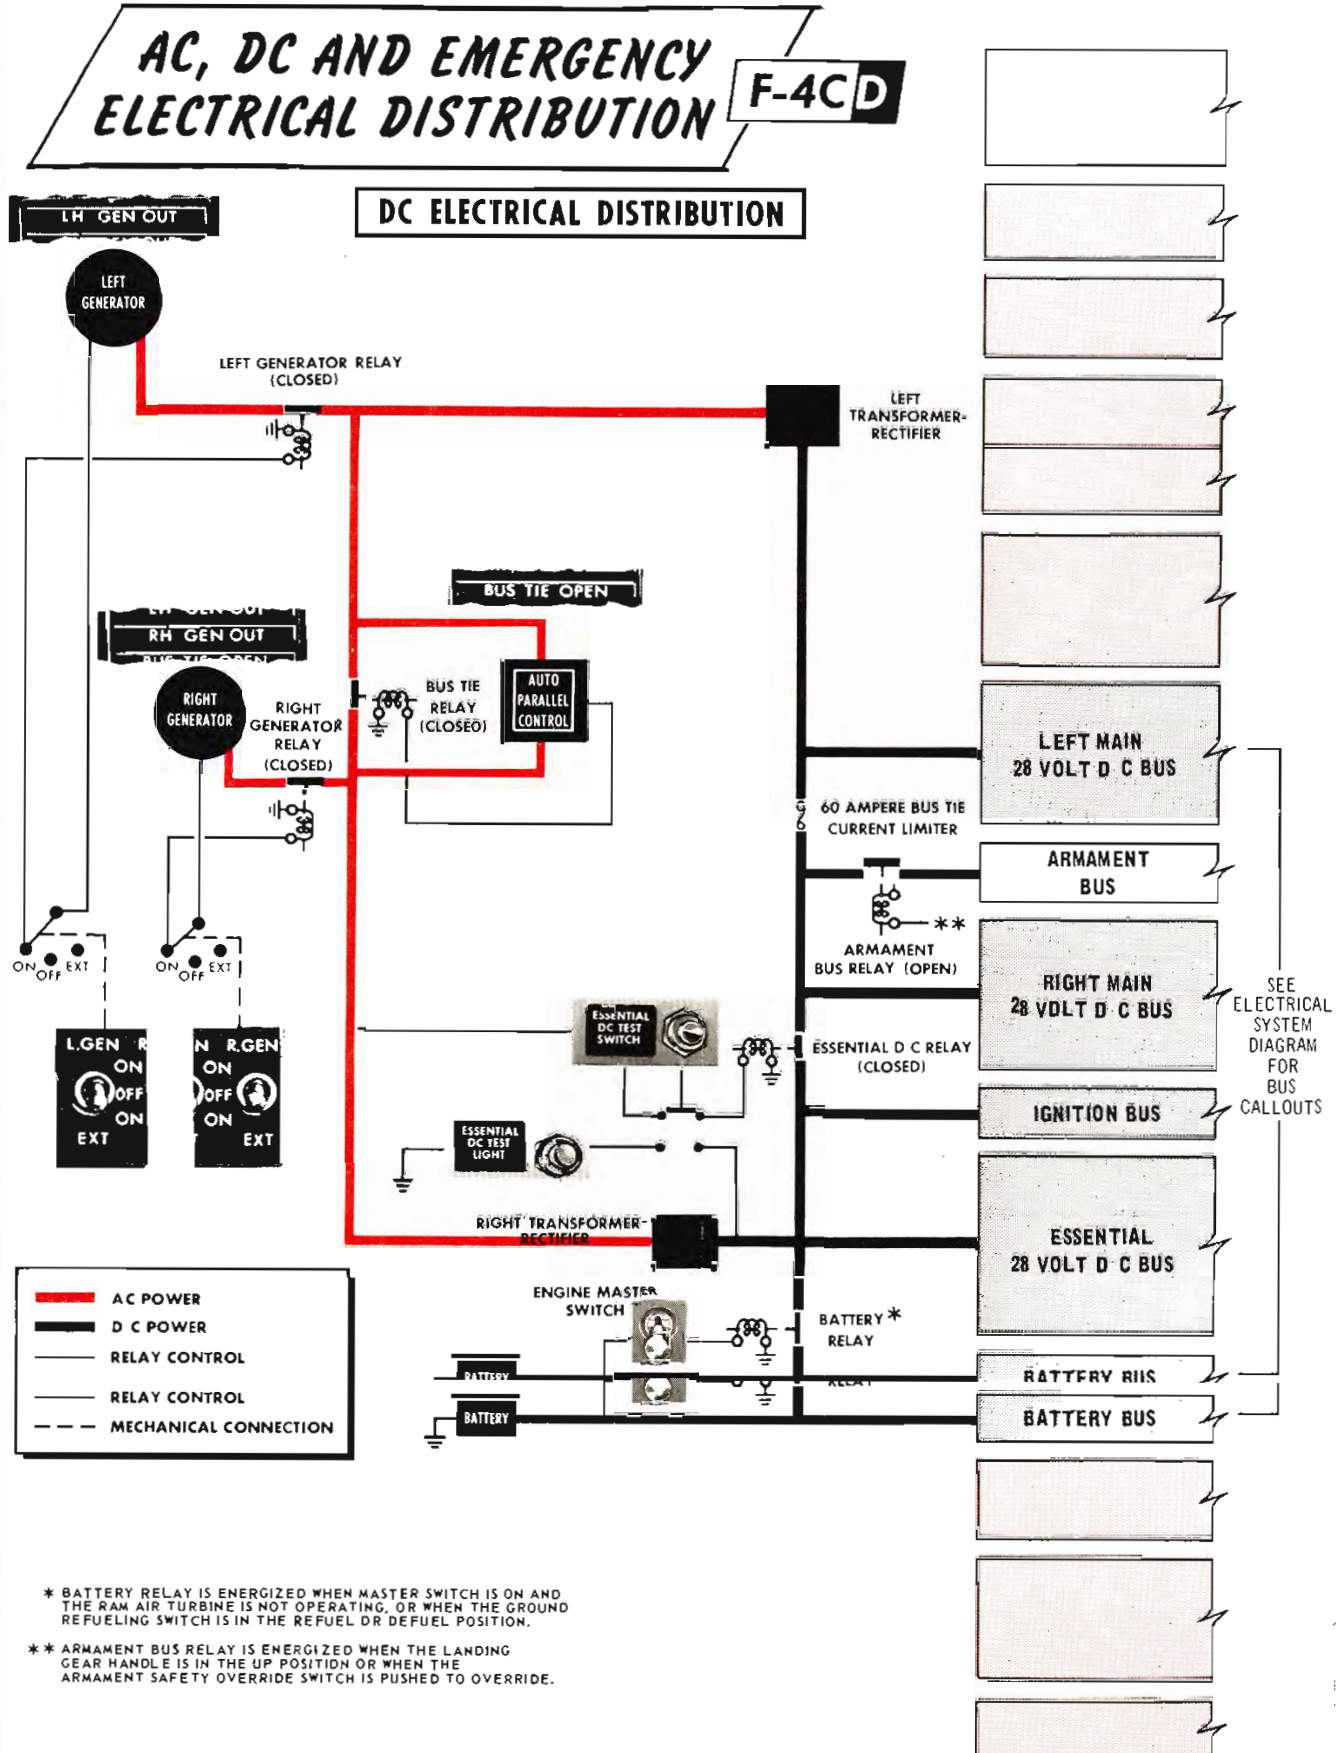 AC, DC AND EMERGENCY
ELECTRICAL DISTRIBUTION
F-4C D
DC ELECTRICAL DISTRIBUTION
LH GEN OUT
LEFT
GENERATOR
LEFT GENERATOR RELAY
(CLOSED)
LEFT
TRANSFORMER-
RECTIFIER
BUS TIE OPEN
LH GEN OUT
RH GEN OUT
BUS TIE OPEN
RIGHT
GENERATOR
RIGHT
GENERATOR
RELAY
(CLOSED)
BUS TIE
RELAY
(CLOSED)
AUTO
PARALLEL
CONTROL
LEFT MAIN
28 VOLT D C BUS
60 AMPERE BUS TIE
CURRENT LIMITER
ARMAMENT
BUS
**
ARMAMENT
BUS RELAY (OPEN)
RIGHT MAIN
28 VOLT D C BUS
SEE
ELECTRICAL
SYSTEM
DIAGRAM
FOR
BUS
CALLOUTS
ON
OFF
EXT
ON
OFF
EXT
ESSENTIAL
DC TEST
SWITCH
ESSENTIAL D C RELAY
(CLOSED)
L.GEN R
ON
OFF
ON
EXT
N R.GEN
ON
OFF
ON
EXT
IGNITION BUS
ESSENTIAL
DC TEST
LIGHT
RIGHT TRANSFORMER-
RECTIFIER
ESSENTIAL
28 VOLT D C BUS
ENGINE MASTER
SWITCH
BATTERY *
RELAY
RELAY
BATTERY
BATTERY BUS
BATTERY
BATTERY BUS
AC POWER
D C POWER
RELAY CONTROL
RELAY CONTROL
MECHANICAL CONNECTION
* BATTERY RELAY IS ENERGIZED WHEN MASTER SWITCH IS ON AND
THE RAM AIR TURBINE IS NOT OPERATING, OR WHEN THE GROUND
REFUELING SWITCH IS IN THE REFUEL OR DEFUEL POSITION.
** ARMAMENT BUS RELAY IS ENERGIZED WHEN THE LANDING
GEAR HANDLE IS IN THE UP POSITION OR WHEN THE
ARMAMENT SAFETY OVERRIDE SWITCH IS PUSHED TO OVERRIDE.